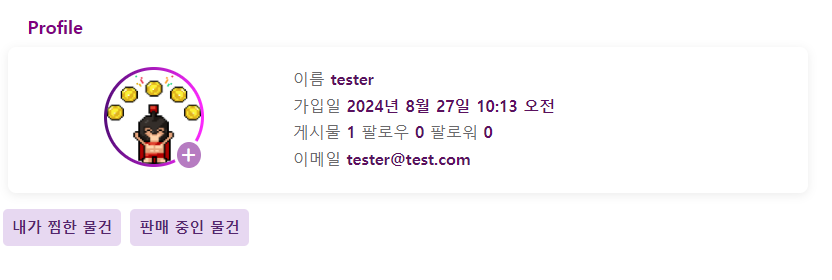 Profile
이름 tester
가입일 2024년 8월 27일 10:13 오전
게시물 1 팔로우 0 팔로워 0
이메일 tester@test.com
내가 찜한 물건 판매 중인 물건